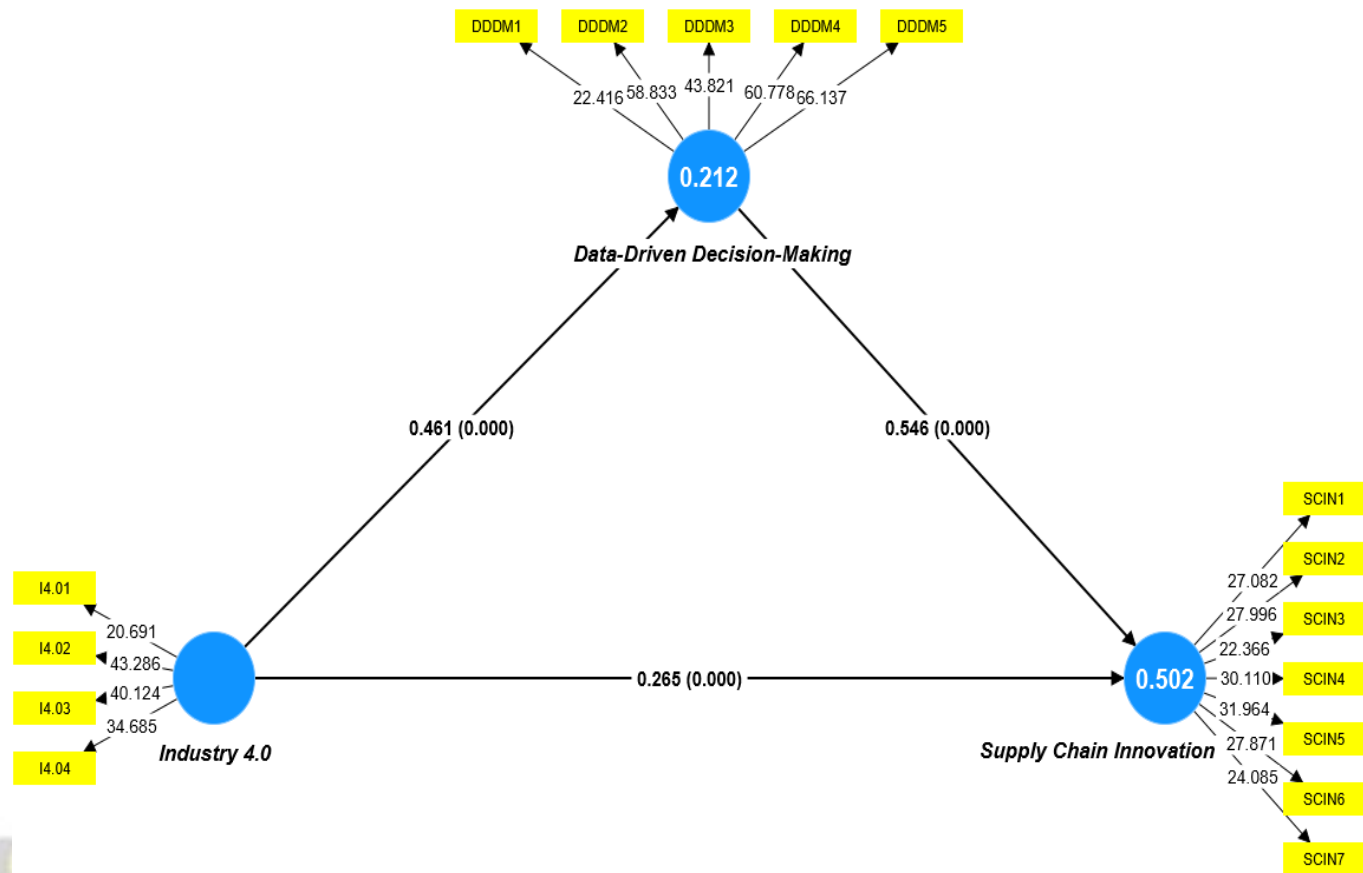 DDDM1
DDDM2
DDDM3
DDDM4
DDDM5
22.416
58.833
43.821
60.778
66.137
0.212
Data-Driven Decision-Making
0.461 (0.000)
0.546 (0.000)
I4.01
I4.02
I4.03
I4.04
20.691
43.286
40.124
34.685
Industry 4.0
0.265 (0.000)
0.502
Supply Chain Innovation
27.082
27.996
22.366
30.110
31.964
27.871
24.085
SCIN1
SCIN2
SCIN3
SCIN4
SCIN5
SCIN6
SCIN7